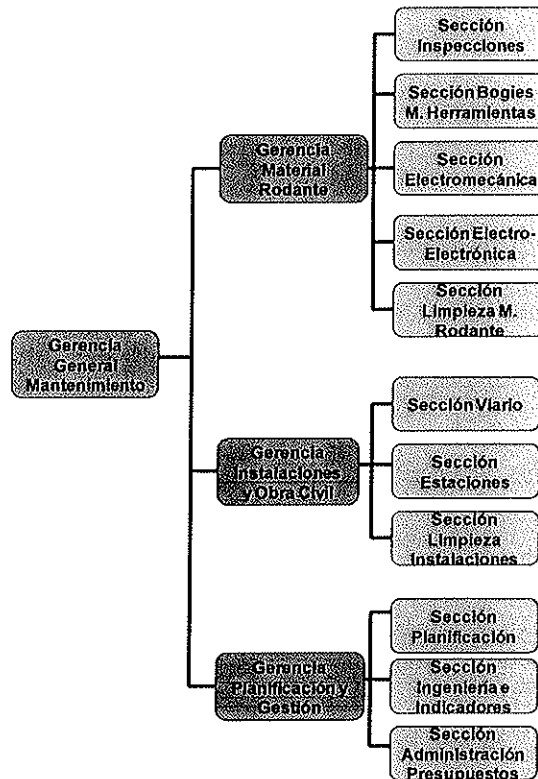 Sección
Inspecciones
Sección Bogies
M. Herramientas
Gerencia
Material
Rodante
Sección
Electromecánica
Sección Electro-
Electrónica
Sección
Limpieza M.
Rodante
Gerencia
General
Mantenimiento
Sección Viario
Gerencia
Instalaciones
y Obra Civil
Sección
Estaciones
Sección
Limpieza
Instalaciones
Sección
Planificación
Gerencia
Planificación y
Gestión
Sección
Ingeniería e
Indicadores
Sección
Administración
Presupuestos